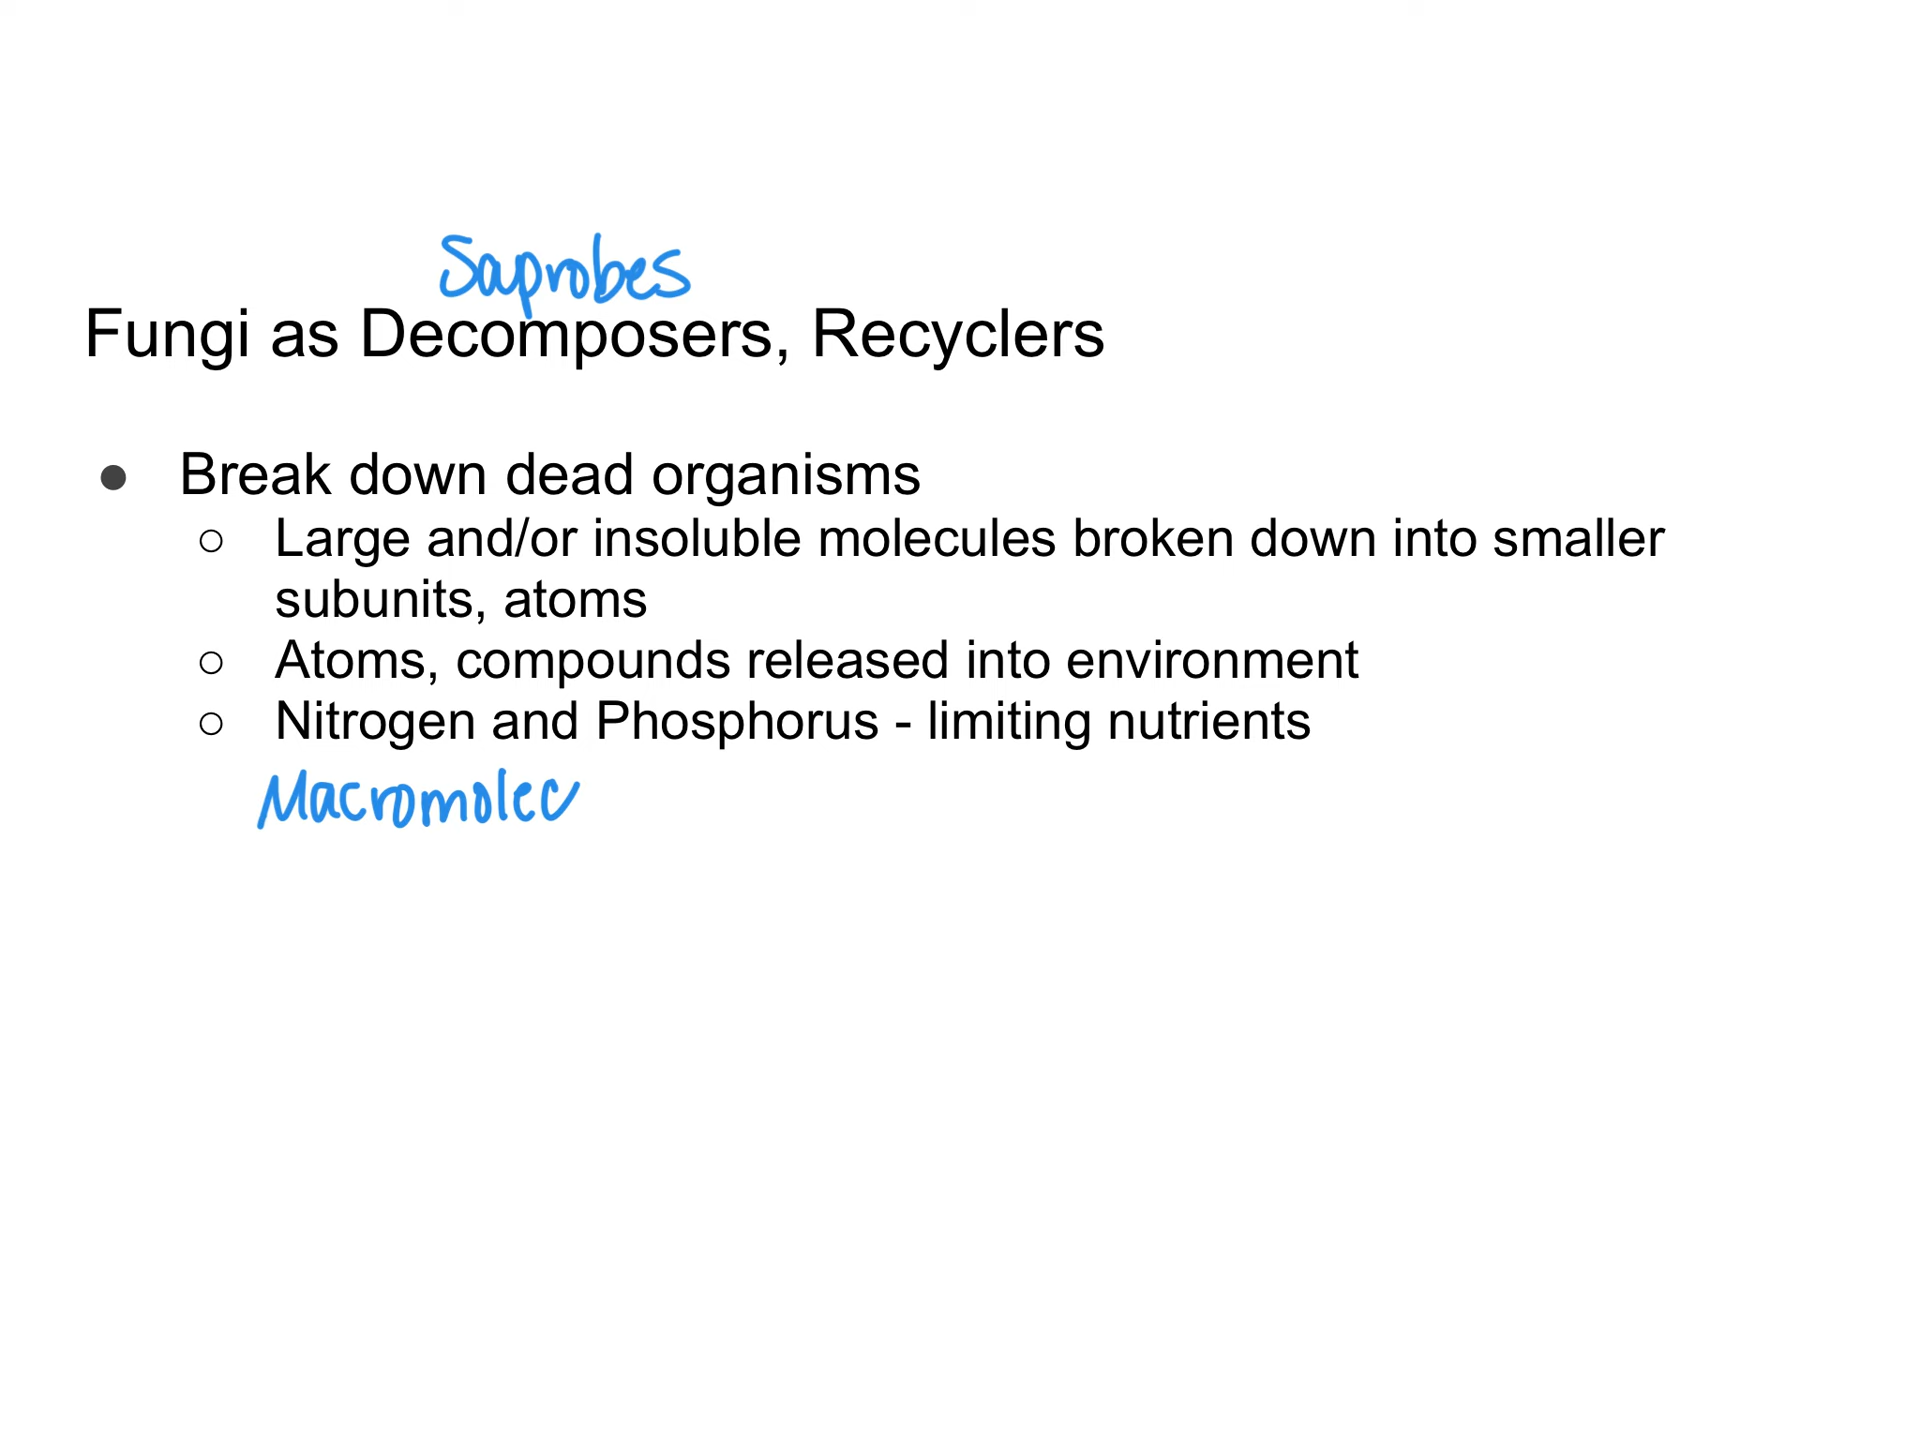 Saprobes
Fungi as Decomposers, Recyclers
● Break down dead organisms
○ Large and/or insoluble molecules broken down into smaller
subunits, atoms
○ Atoms, compounds released into environment
○ Nitrogen and Phosphorus - limiting nutrients
Macromolec